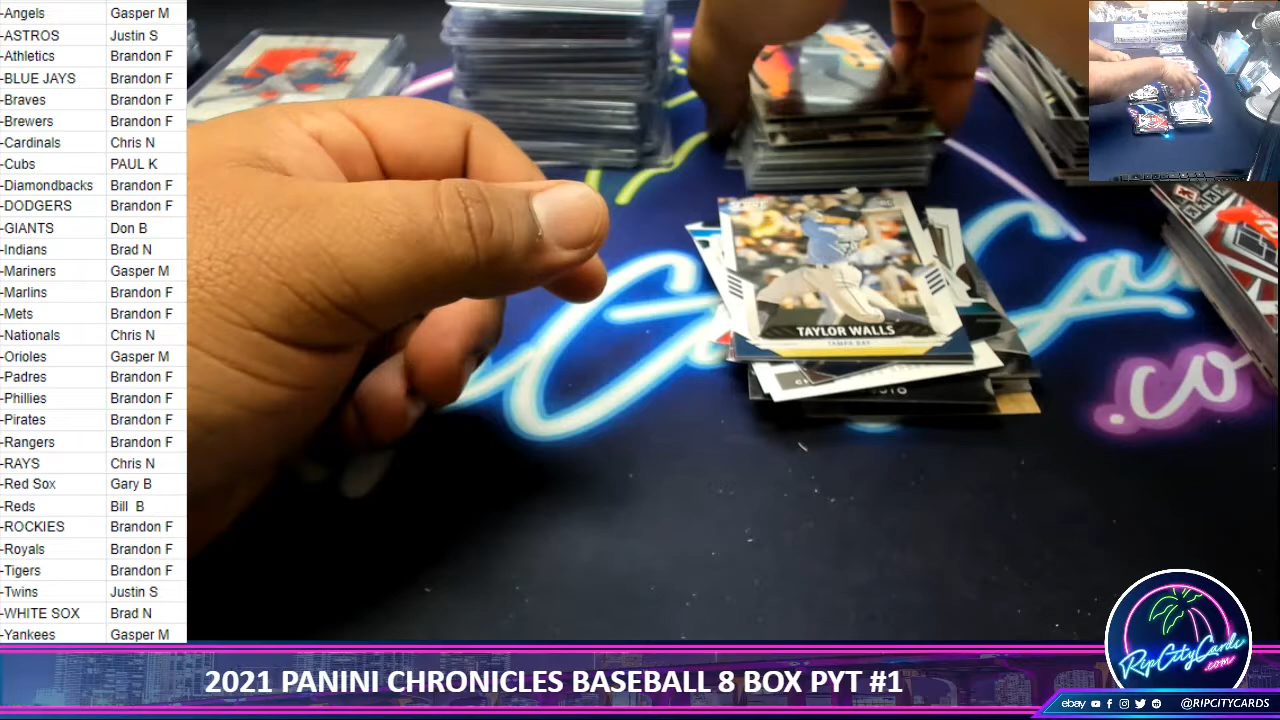 -Angels Gasper M
-ASTROS Justin S
-Athletics Brandon F
-BLUE JAYS Brandon F
-Braves Brandon F
-Brewers Brandon F
-Cardinals Chris N
-Cubs PAUL K
-Diamondbacks Brandon F
-DODGERS Brandon F
-GIANTS Don B
-Indians Brad N
-Mariners Gasper M
-Marlins Brandon F
-Mets Brandon F
-Nationals Chris N
-Orioles Gasper M
-Padres Brandon F
-Phillies Brandon F
-Pirates Brandon F
-Rangers Brandon F
-RAYS Chris N
-Red Sox Gary B
-Reds Bill B
-ROCKIES Brandon F
-Royals Brandon F
-Tigers Brandon F
-Twins Justin S
-WHITE SOX Brad N
-Yankees Gasper M
SCORE
TAYLOR WALLS
TAMPA BAY
.co
RipCityCards
.com
2021 PANINI CHRONICLES BASEBALL 8 BOX PYT #1
ebay @RIPCITYCARDS